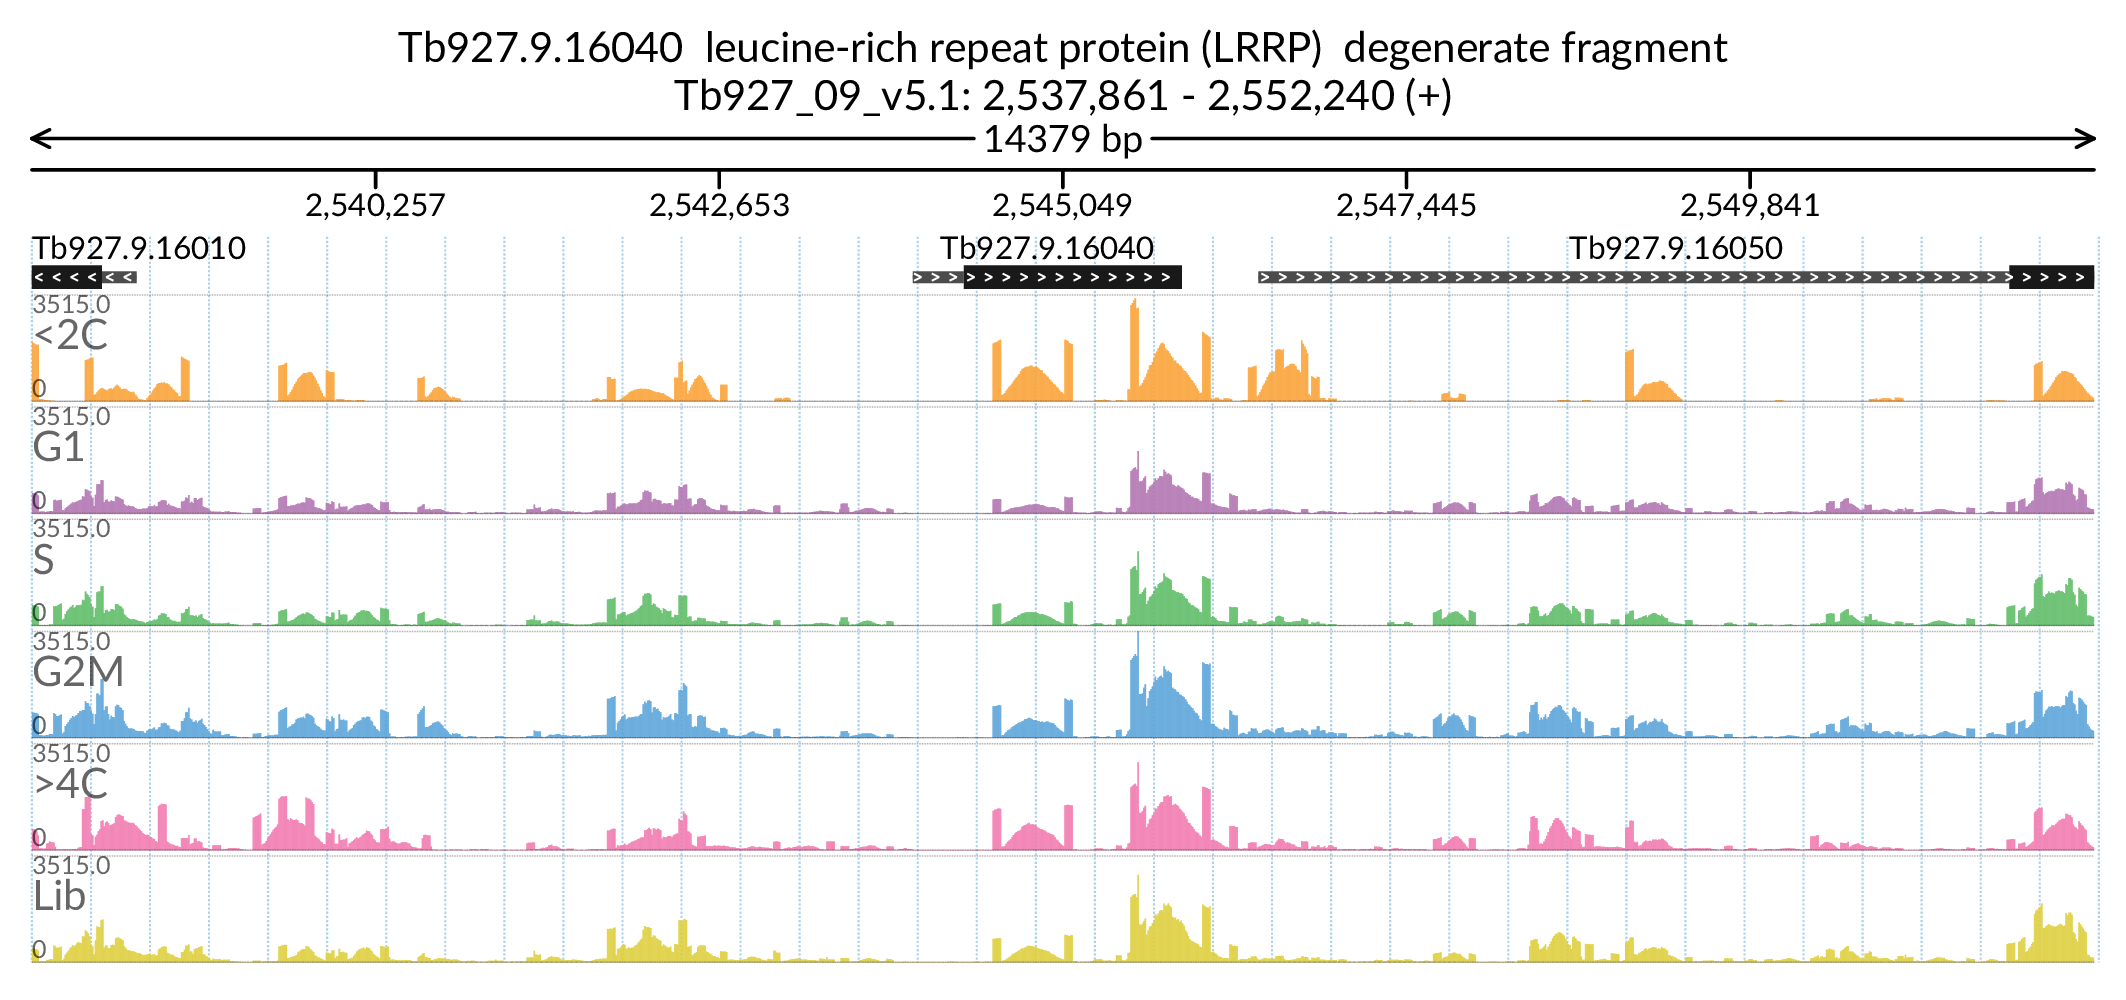 Tb927.9.16040  leucine-rich repeat protein (LRRP)  degenerate fragment
Tb927_09_v5.1: 2,537,861 - 2,552,240 (+)
14379 bp
2,540,257 2,542,653 2,545,049 2,547,445 2,549,841
Tb927.9.16010 Tb927.9.16040 Tb927.9.16050
3515.0
<2C
0
3515.0
G1
0
3515.0
S
0
3515.0
G2M
0
3515.0
>4C
0
3515.0
Lib
0